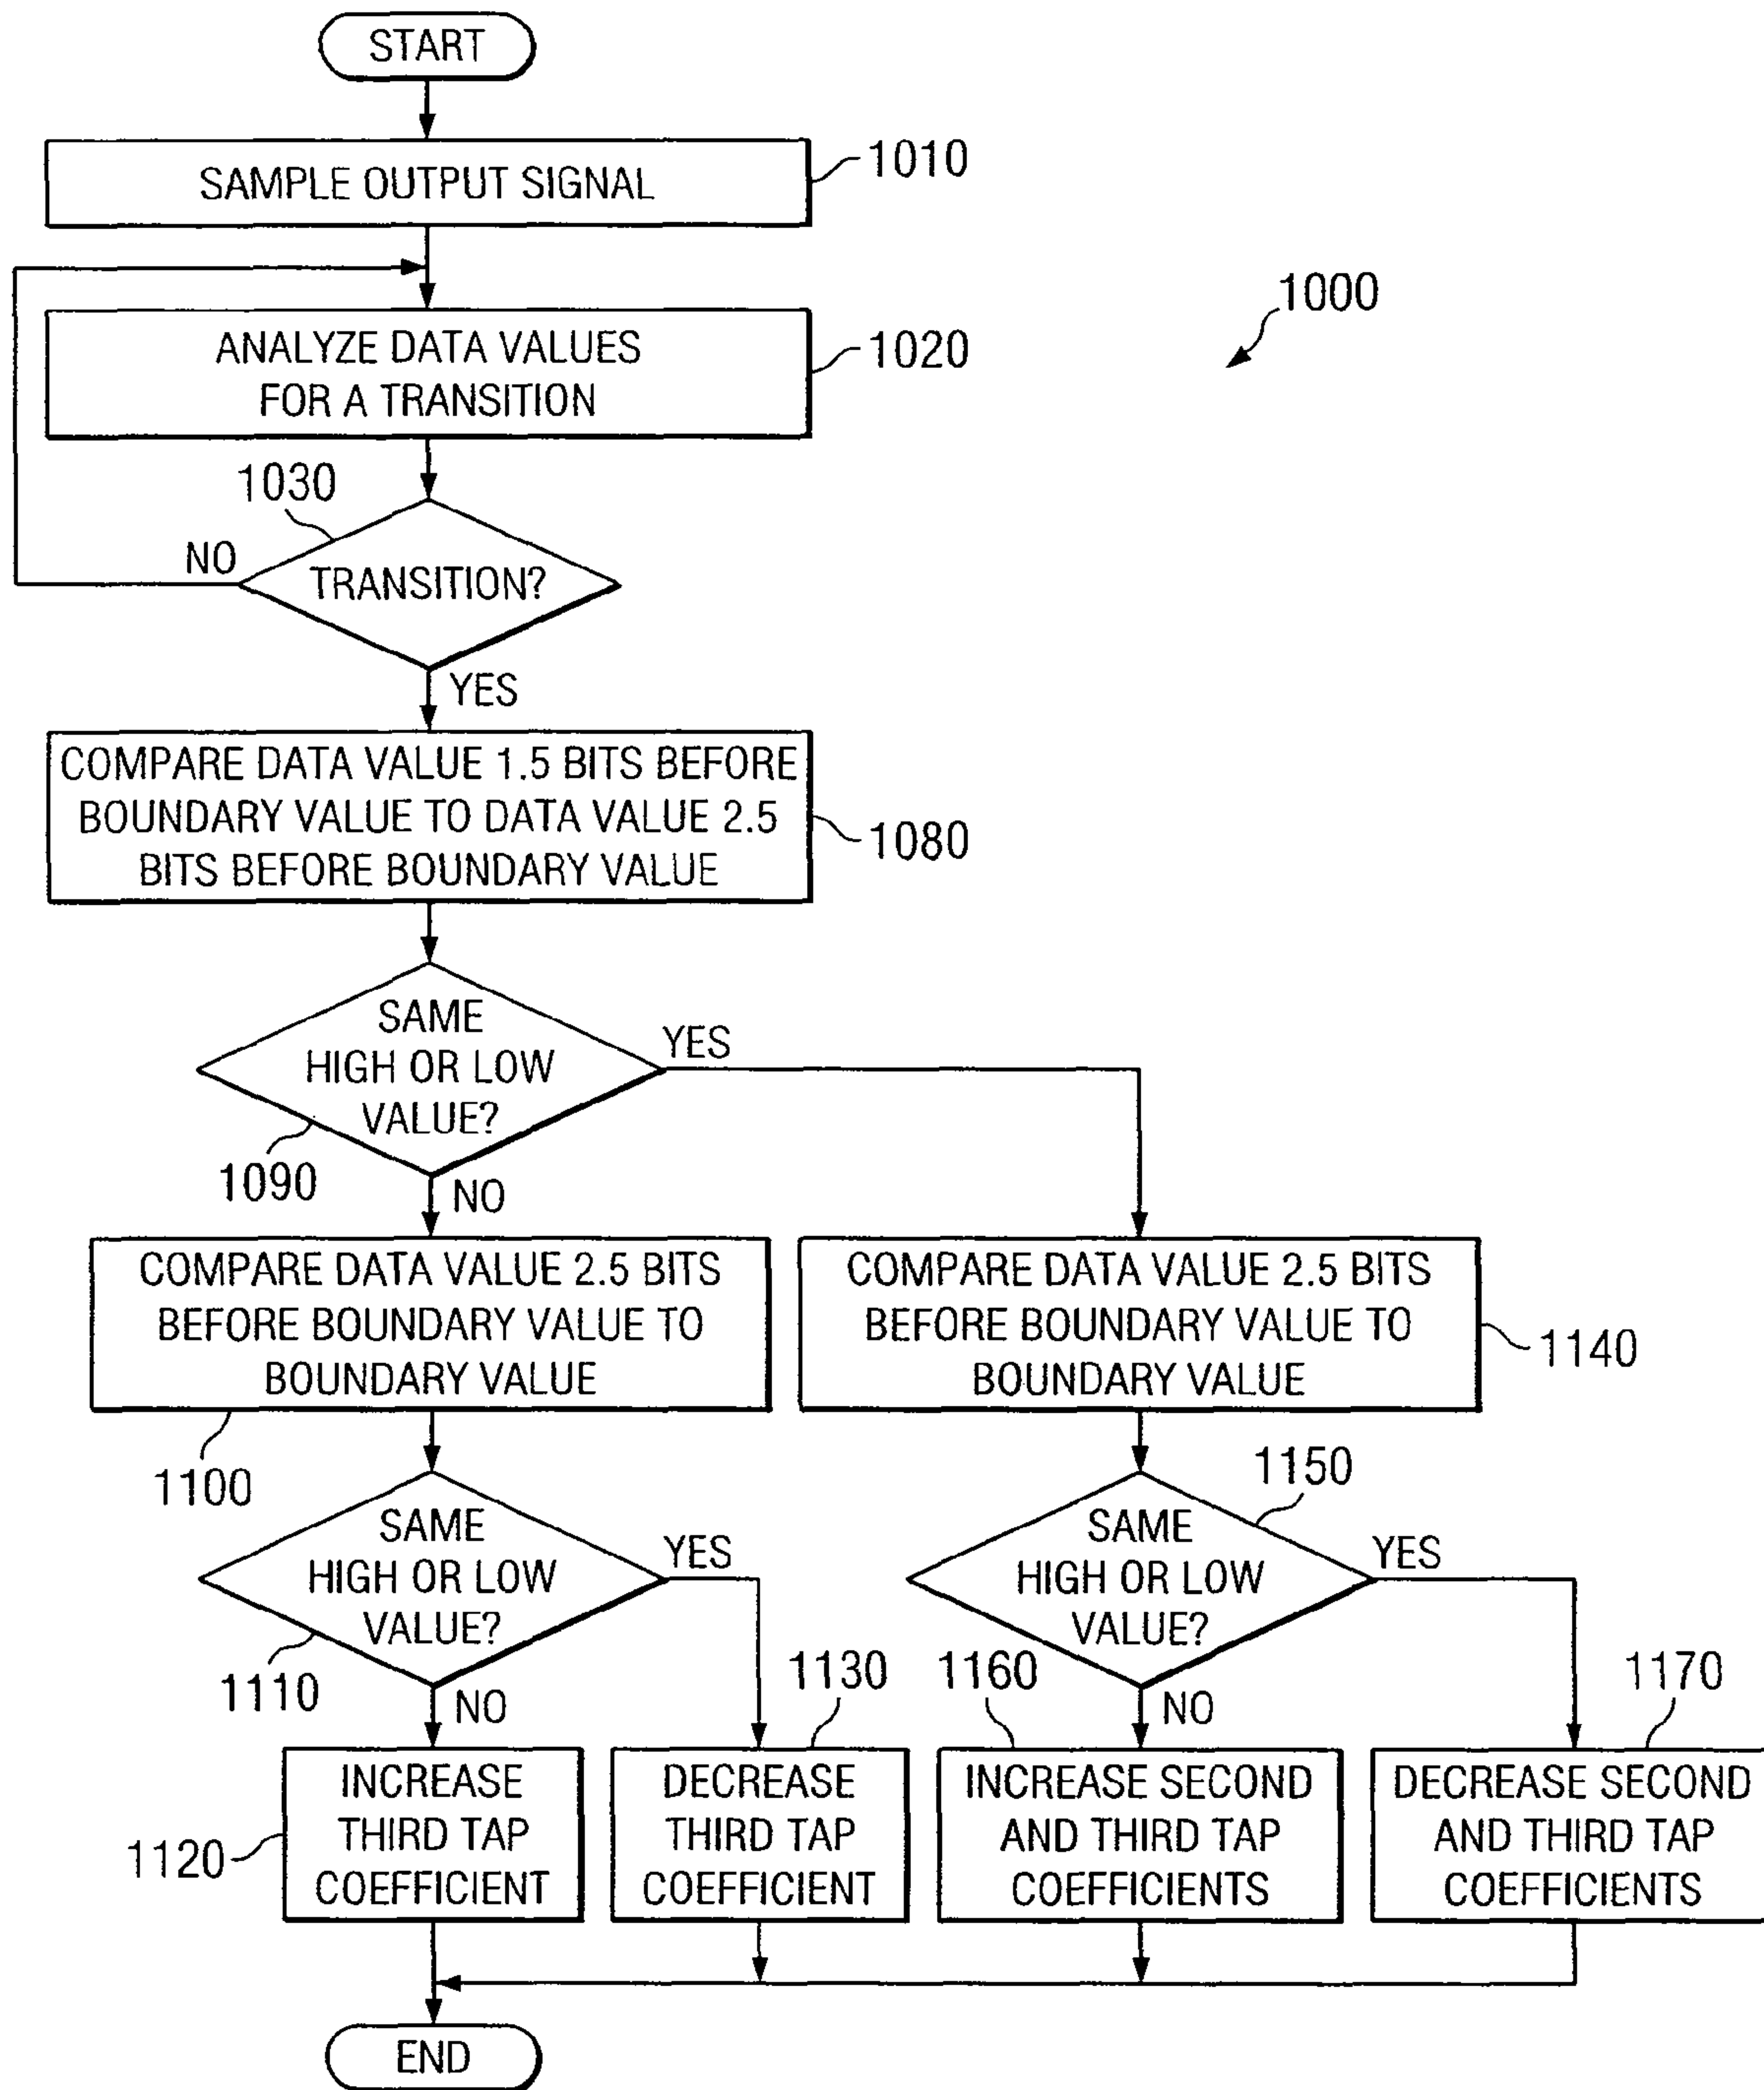 START
SAMPLE OUTPUT SIGNAL
1010
1000
ANALYZE DATA VALUES
FOR A TRANSITION
1020
1030
NO
TRANSITION?
YES
COMPARE DATA VALUE 1.5 BITS BEFORE
BOUNDARY VALUE TO DATA VALUE 2.5
BITS BEFORE BOUNDARY VALUE
1080
SAME
HIGH OR LOW
VALUE?
YES
1090
NO
COMPARE DATA VALUE 2.5 BITS
BEFORE BOUNDARY VALUE TO
BOUNDARY VALUE
1100
COMPARE DATA VALUE 2.5 BITS
BEFORE BOUNDARY VALUE TO
BOUNDARY VALUE
1140
SAME
HIGH OR LOW
VALUE?
YES
1110
NO
1150
SAME
HIGH OR LOW
VALUE?
YES
NO
1120
INCREASE
THIRD TAP
COEFFICIENT
1130
DECREASE
THIRD TAP
COEFFICIENT
1160
INCREASE SECOND
AND THIRD TAP
COEFFICIENTS
1170
DECREASE SECOND
AND THIRD TAP
COEFFICIENTS
END